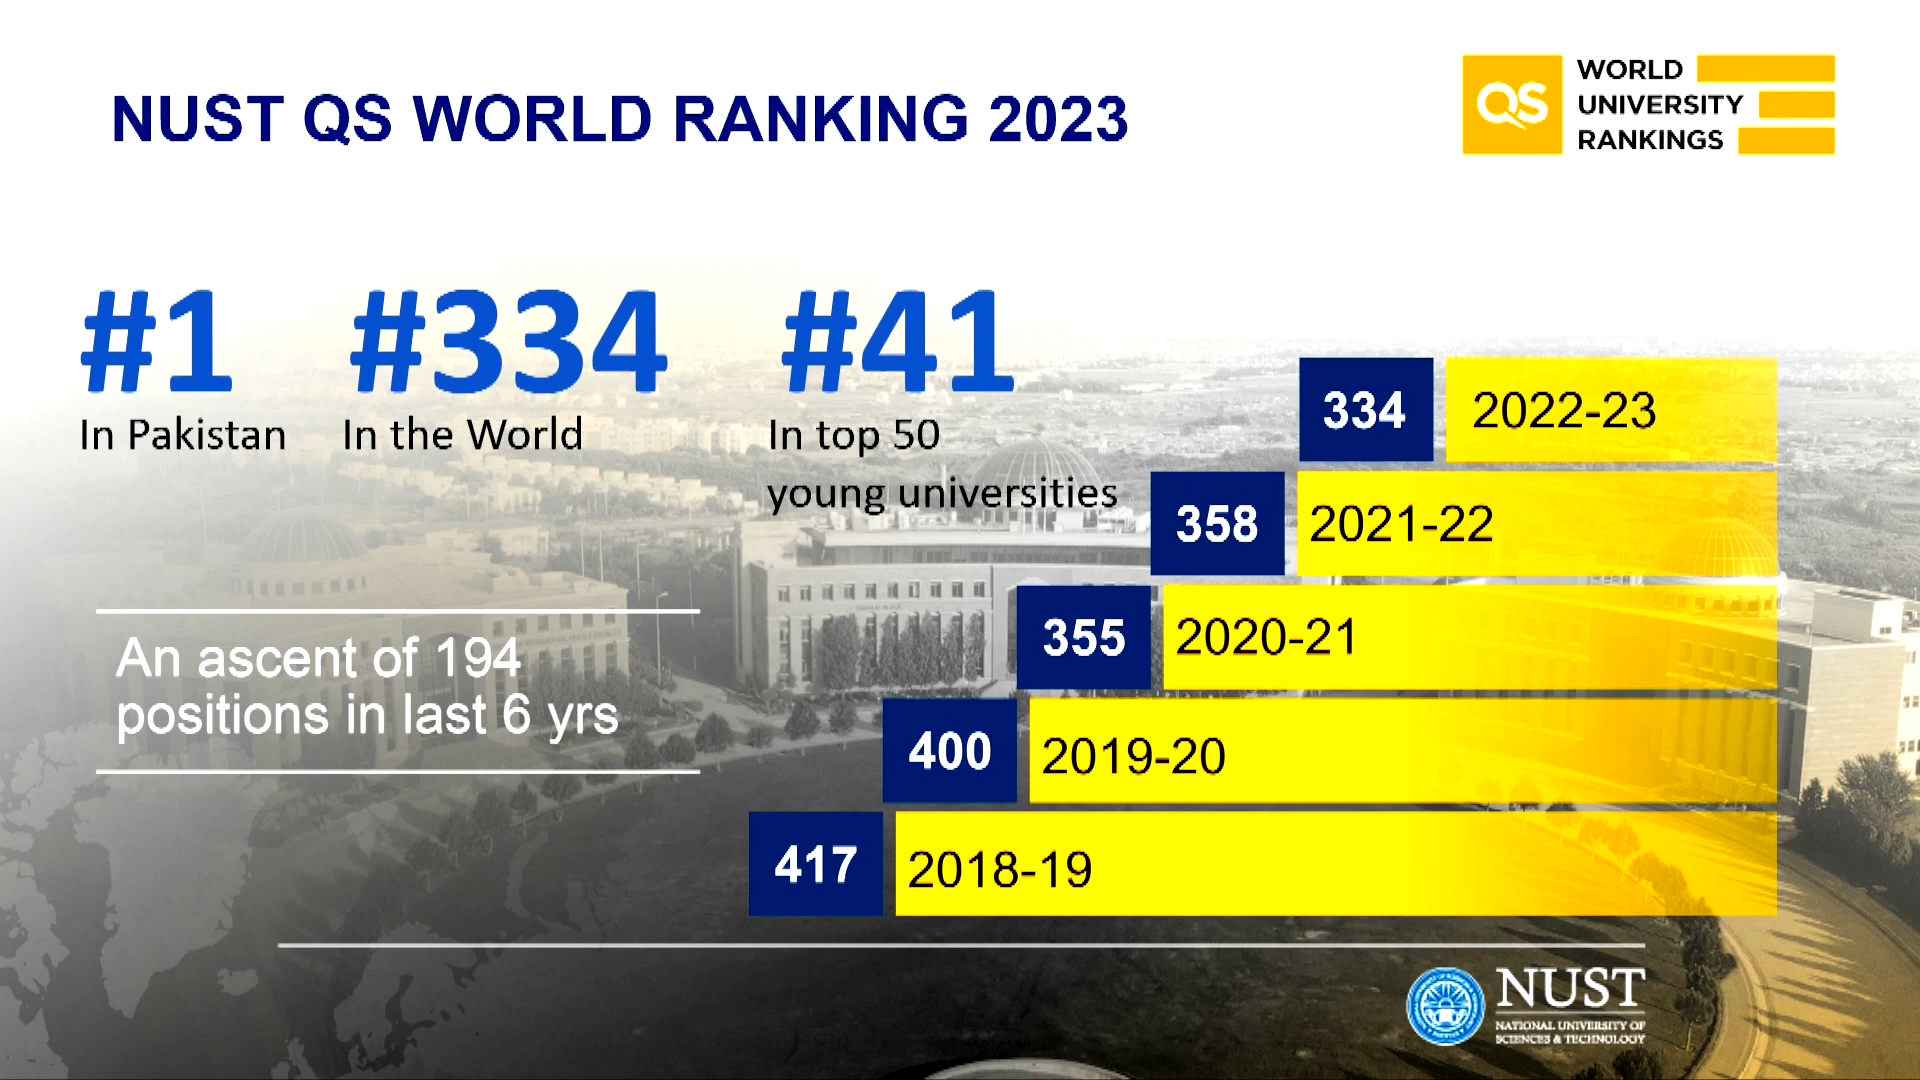 NUST QS WORLD RANKING 2023
QS
WORLD
UNIVERSITY
RANKINGS
#1
In Pakistan
#334
In the World
#41
In top 50
young universities
An ascent of 194
positions in last 6 yrs
334 2022-23
358 2021-22
355 2020-21
400 2019-20
417 2018-19
NUST
NATIONAL UNIVERSITY OF
SCIENCES & TECHNOLOGY